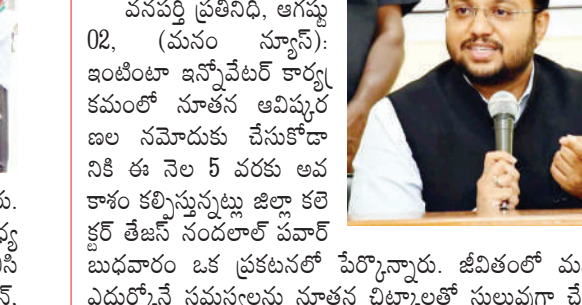 వనపర్తి ప్రతినిధి, ఆగష్టు
02, (మనం న్యూస్):
ఇంటింటా ఇన్నోవేటర్ కార్య
కమంలో నూతన ఆవిష్కర
ణల నమోదుకు చేసుకోడా
నికి ఈ నెల 5 వరకు అవ
కాశం కల్పిస్తున్నట్లు జిల్లా కలె
క్టర్ తేజస్ నందలాల్ పవార్
బుధవారం ఒక ప్రకటనలో పేర్కొన్నారు. జీవితంలో
ఎదుర్కోనే సమస్యలను నూతన చిట్కాలతో సులువుగా